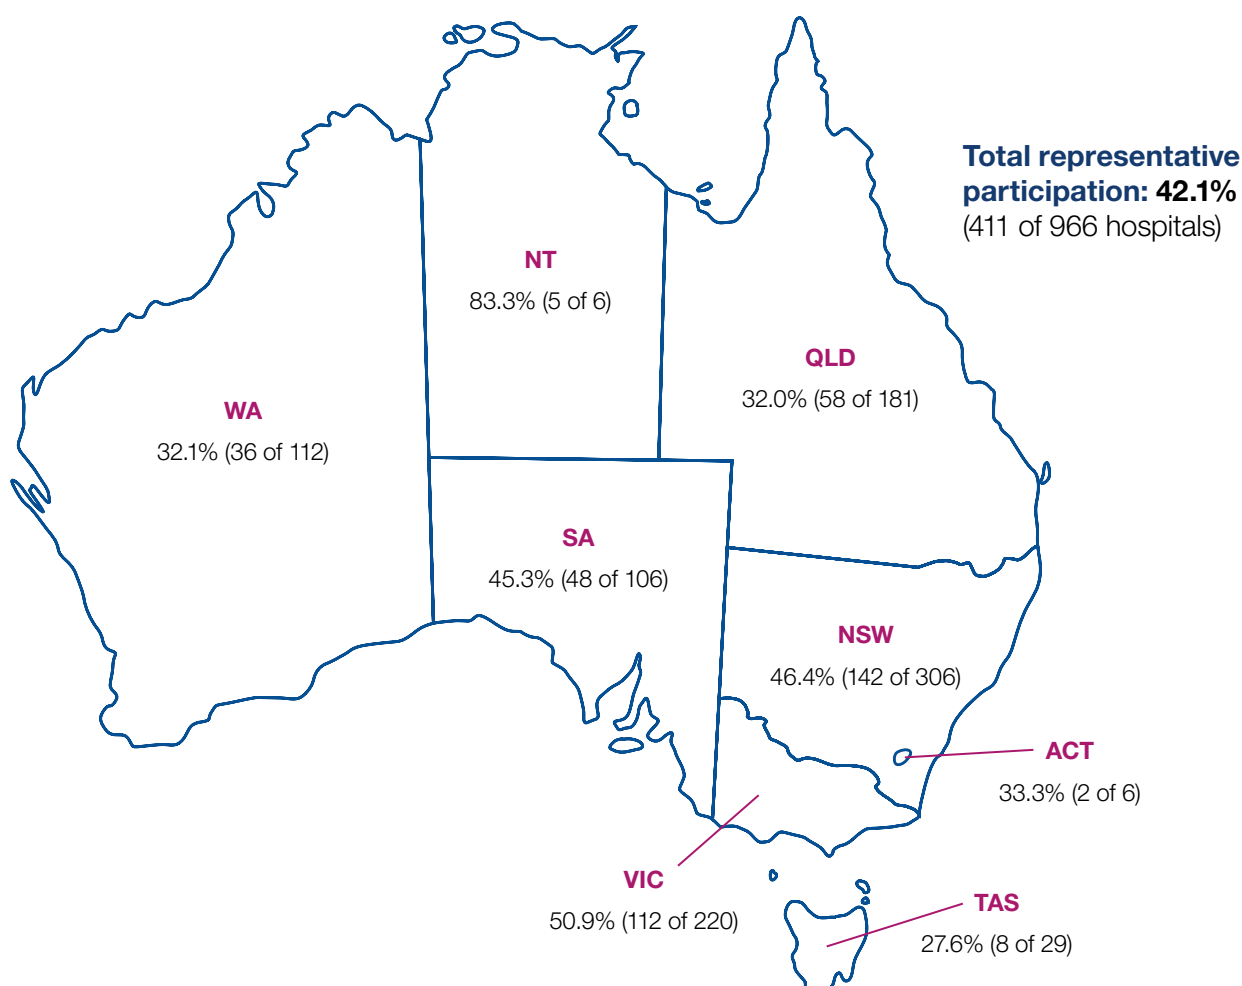 Total representative
participation: 42.1%
(411 of 966 hospitals)
NT
83.3% (5 of 6)
QLD
32.0% (58 of 181)
WA
32.1% (36 of 112)
SA
45.3% (48 of 106)
NSW
46.4% (142 of 306)
ACT
33.3% (2 of 6)
VIC
50.9% (112 of 220)
TAS
27.6% (8 of 29)